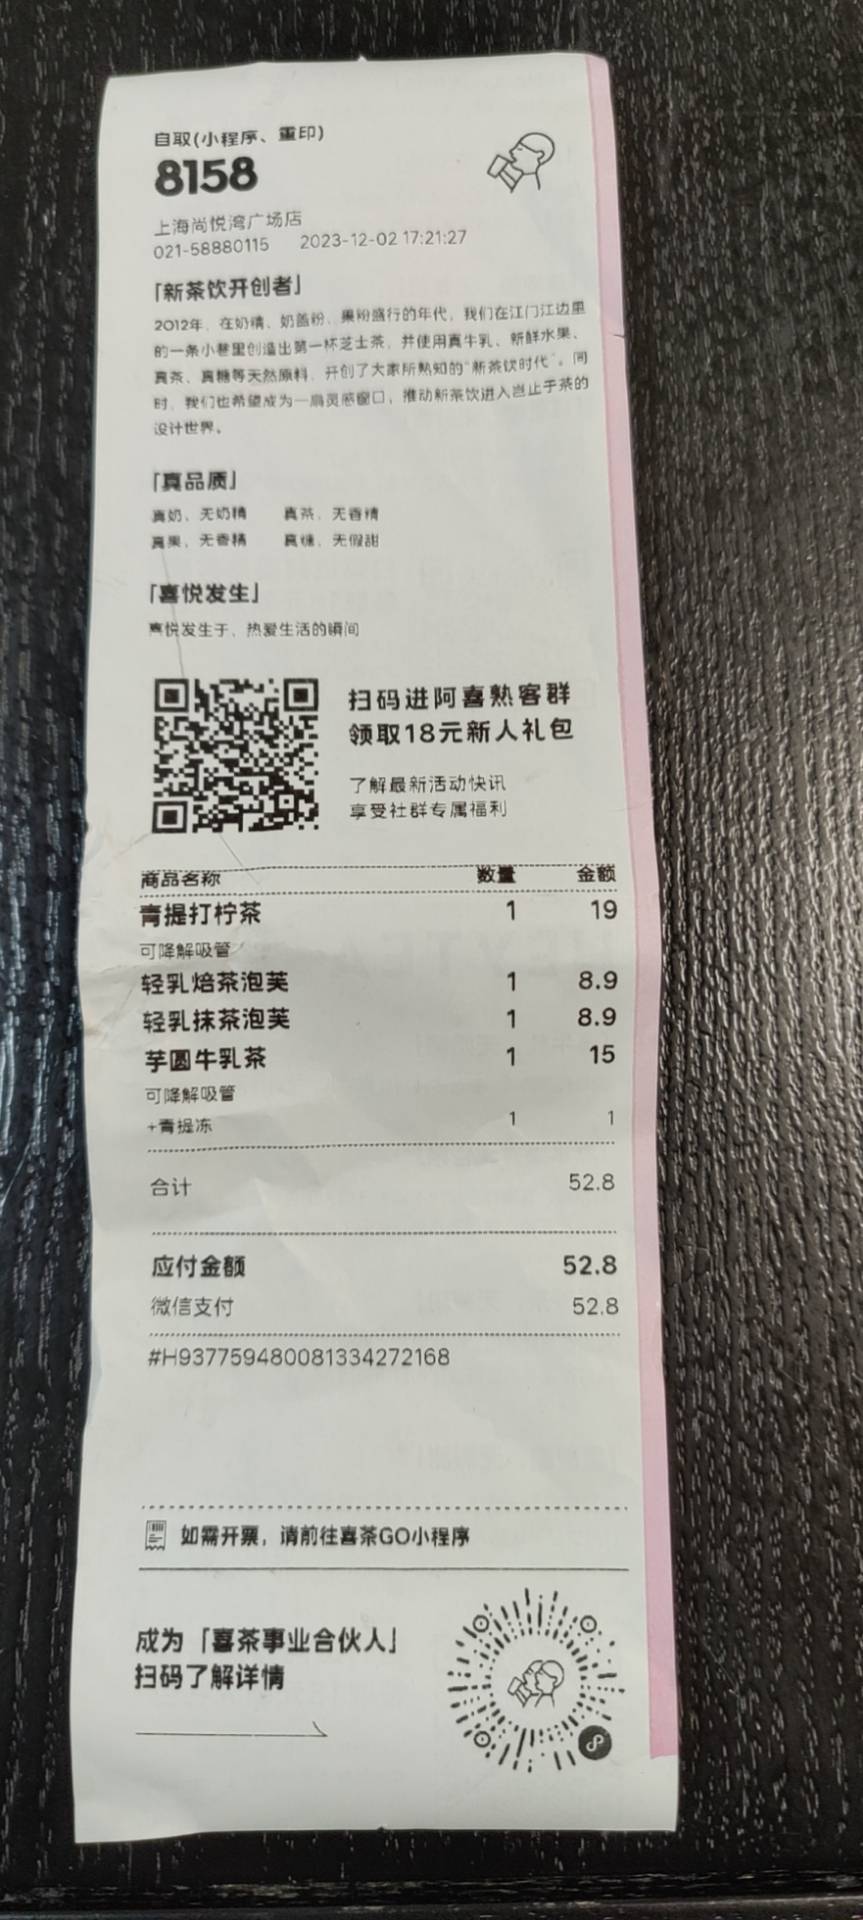 自取(小程序、重印)
8158
上海尚悦湾广场店
021-58880115 2023-12-02 17:21:27
「新茶饮开创者」
2012年，在奶精、奶盖粉、果粉盛行的年代，我们在江门江边里
的一条小巷里创造出第一杯芝士茶，并使用真牛乳、新鲜水果、
真茶、真糖等天然原料，开创了大家所熟知的“新茶饮时代”。同
时，我们也希望成为一扇灵感窗口，推动新茶饮进入岂止于茶的
设计世界。
「真品质」
真奶，无奶精 真茶，无香精
真果，无香精 真糖，无假甜
「喜悦发生」
喜悦发生于，热爱生活的瞬间
扫码进阿喜熟客群
领取18元新人礼包
了解最新活动快讯
享受社群专属福利
商品名称 数量 金额
青提打柠茶 1 19
可降解吸管
轻乳焙茶泡芙 1 8.9
轻乳抹茶泡芙 1 8.9
芋圆牛乳茶 1 15
可降解吸管
+青提冻 1 1
合计 52.8
应付金额 52.8
微信支付 52.8
#H937759480081334272168
如需开票，请前往喜茶GO小程序
成为「喜茶事业合伙人」
扫码了解详情